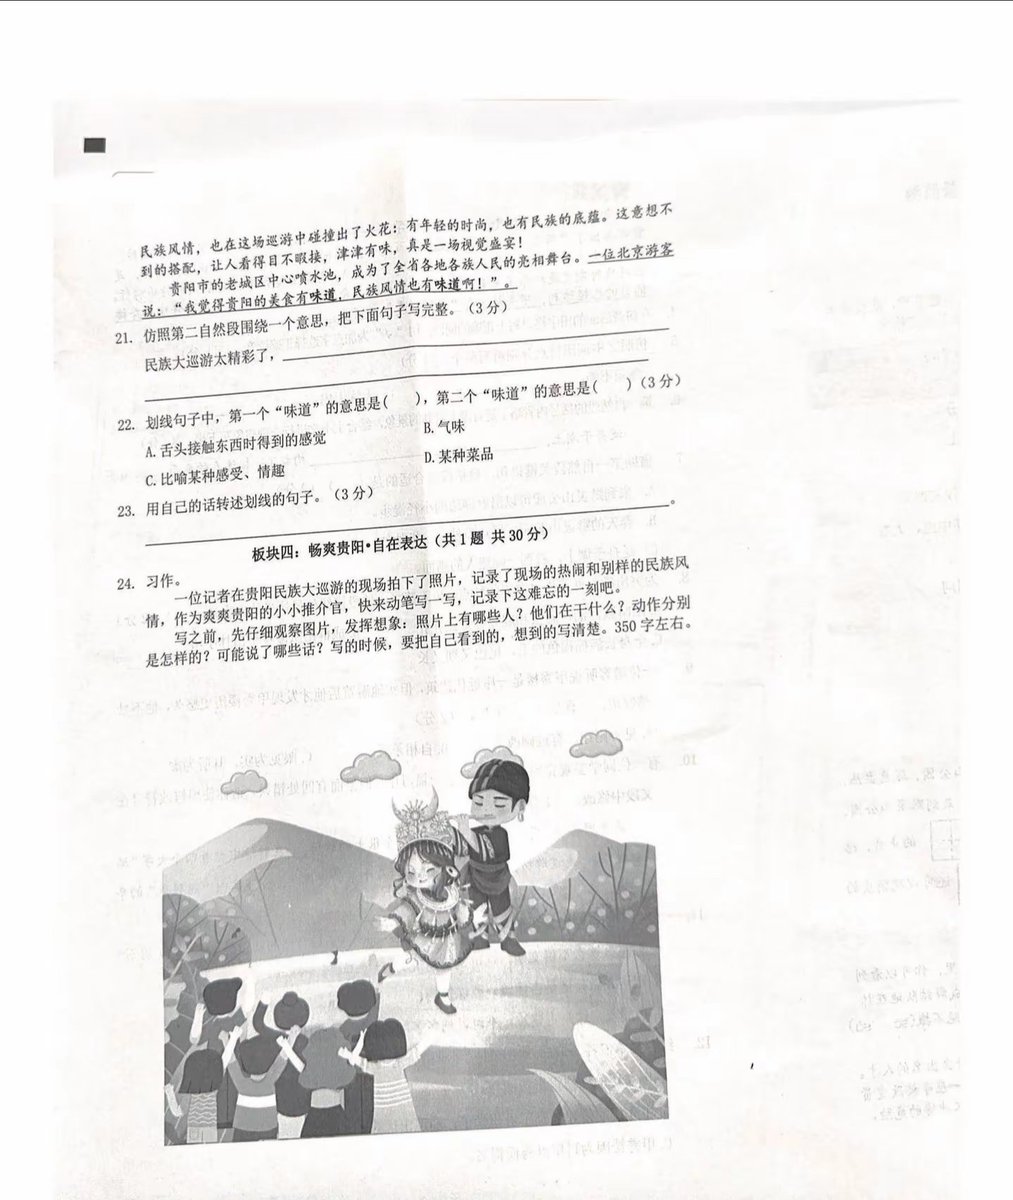 民族风情，也在这场巡游中碰撞出了火花：有年轻的时尚，也有民族的底蕴。这意想不
到的搭配，让人看得目不暇接，津津有味，真是一场视觉盛宴！
贵阳市的老城区中心喷水池，成为了全省各地各族人民的亮相舞台。一位北京游客
说：“我觉得贵阳的美食有味道，民族风情也有味道啊！”。
21. 仿照第二自然段围绕一个意思，把下面句子写完整。（3分）
民族大巡游太精彩了，
22. 划线句子中，第一个“味道”的意思是(    )，第二个“味道”的意思是(    )（3分）
A.舌头接触东西时得到的感觉 B.气味
C.比喻某种感受、情趣 D.某种菜品
23. 用自己的话转述划线的句子。（3分）
。
板块四：畅爽贵阳·自在表达（共1题 共30分）
24. 习作。
一位记者在贵阳民族大巡游的现场拍下了照片，记录了现场的热闹和别样的民族风
情，作为爽爽贵阳的小小推介官，快来动笔写一写，记录下这难忘的一刻吧。
写之前，先仔细观察图片，发挥想象：照片上有哪些人？他们在干什么？动作分别
是怎样的？可能说了哪些话？写的时候，要把自己看到的，想到的写清楚。350字左右。